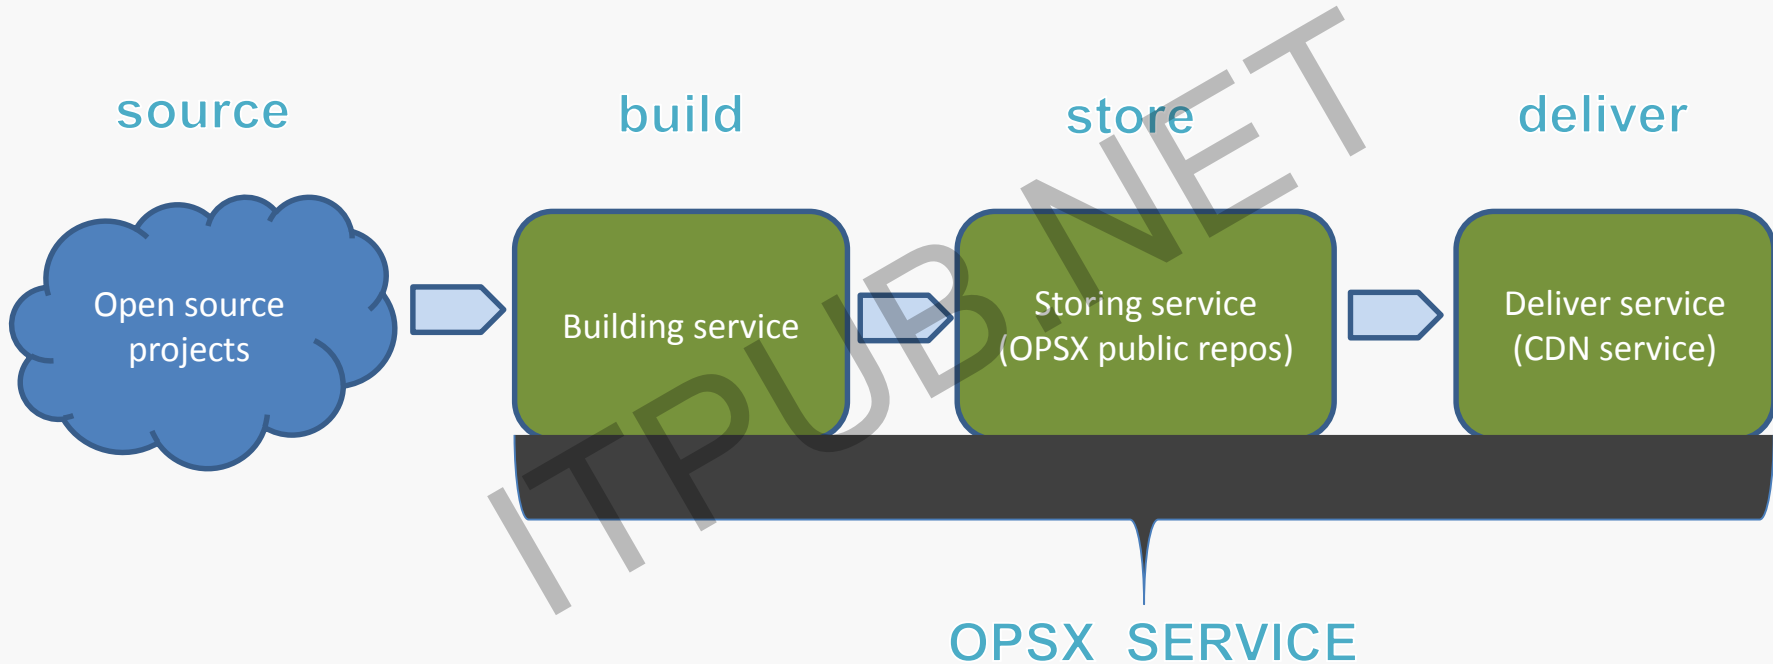 source
build
store
deliver
Open source
projects
Building service
Storing service
(OPSX public repos)
Deliver service
(CDN service)
OPSX SERVICE
ITPUB.NET